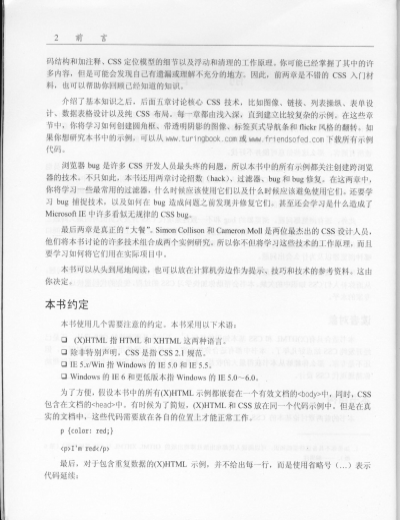 2 前 言
码结构和加注释、CSS 定位模型的细节以及浮动和清理的工作原理。你可能已经掌握了其中的许
多内容，但是可能会发现自己有遗漏或理解不充分的地方。因此，前两章是不错的 CSS 入门材
料，也可以帮助你回顾已经知道的知识。
介绍了基本知识之后，后面五章讨论核心 CSS 技术，比如图像、链接、列表操纵、表单设
计、数据表格设计以及纯 CSS 布局。每一章都由浅入深，直到建立比较复杂的示例。在这些章
节中，你将学习如何创建圆角框、带透明阴影的图像、标签页式导航条和 flickr 风格的翻转。如
果你想研究本书中的示例，可以从 www.turingbook.com 或 www.friendsofed.com 下载所有示例
代码。
浏览器 bug 是许多 CSS 开发人员最头疼的问题，所以本书中的所有示例都关注创建跨浏览
器的技术。不只如此，本书还用两章讨论招数（hack）、过滤器、bug 和 bug 修复。在这两章中，
你将学习一些最常用的过滤器，什么时候应该使用它们以及什么时候应该避免使用它们。还要学
习 bug 捕捉技术，以及如何在 bug 造成问题之前发现并修复它们。甚至还会学习是什么造成了
Microsoft IE 中许多看似无规律的 CSS bug。
最后两章是真正的“大餐”。Simon Collison 和 Cameron Moll 是两位最杰出的 CSS 设计人员，
他们将本书讨论的许多技术组合成两个实例研究。所以你不但将学习这些技术的工作原理，而且
要学习如何将它们用在实际项目中。
本书可以从头到尾地阅读，也可以放在计算机旁边作为提示、技巧和技术的参考资料。这由
你决定。
本书约定
本书使用几个需要注意的约定。本书采用以下术语：
❑ (X)HTML 指 HTML 和 XHTML 这两种语言。
❑ 除非特别声明，CSS 是指 CSS 2.1 规范。
❑ IE 5.x/Win 指 Windows 的 IE 5.0 和 IE 5.5。
❑ Windows 的 IE 6 和更低版本指 Windows 的 IE 5.0～6.0。
为了方便，假设本书中的所有(X)HTML 示例都嵌套在一个有效文档的<body>中，同时，CSS
包含在文档的<head>中。有时候为了简短，(X)HTML 和 CSS 放在同一个代码示例中。但是在真
实的文档中，这些代码需要放在各自的位置上才能正常工作。
p {color: red;}
<p>I'm red</p>
最后，对于包含重复数据的(X)HTML 示例，并不给出每一行，而是使用省略号（…）表示
代码延续：